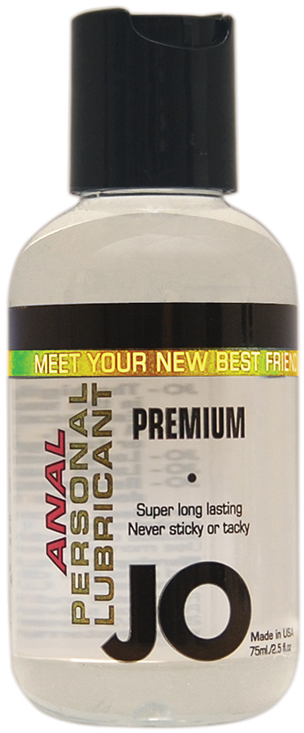 MEET YOUR NEW BEST FRIEND
ANAL
PERSONAL
LUBRICANT
PREMIUM
Super long lasting
Never sticky or tacky
JO
Made in USA
75ml./2.5 fl.oz